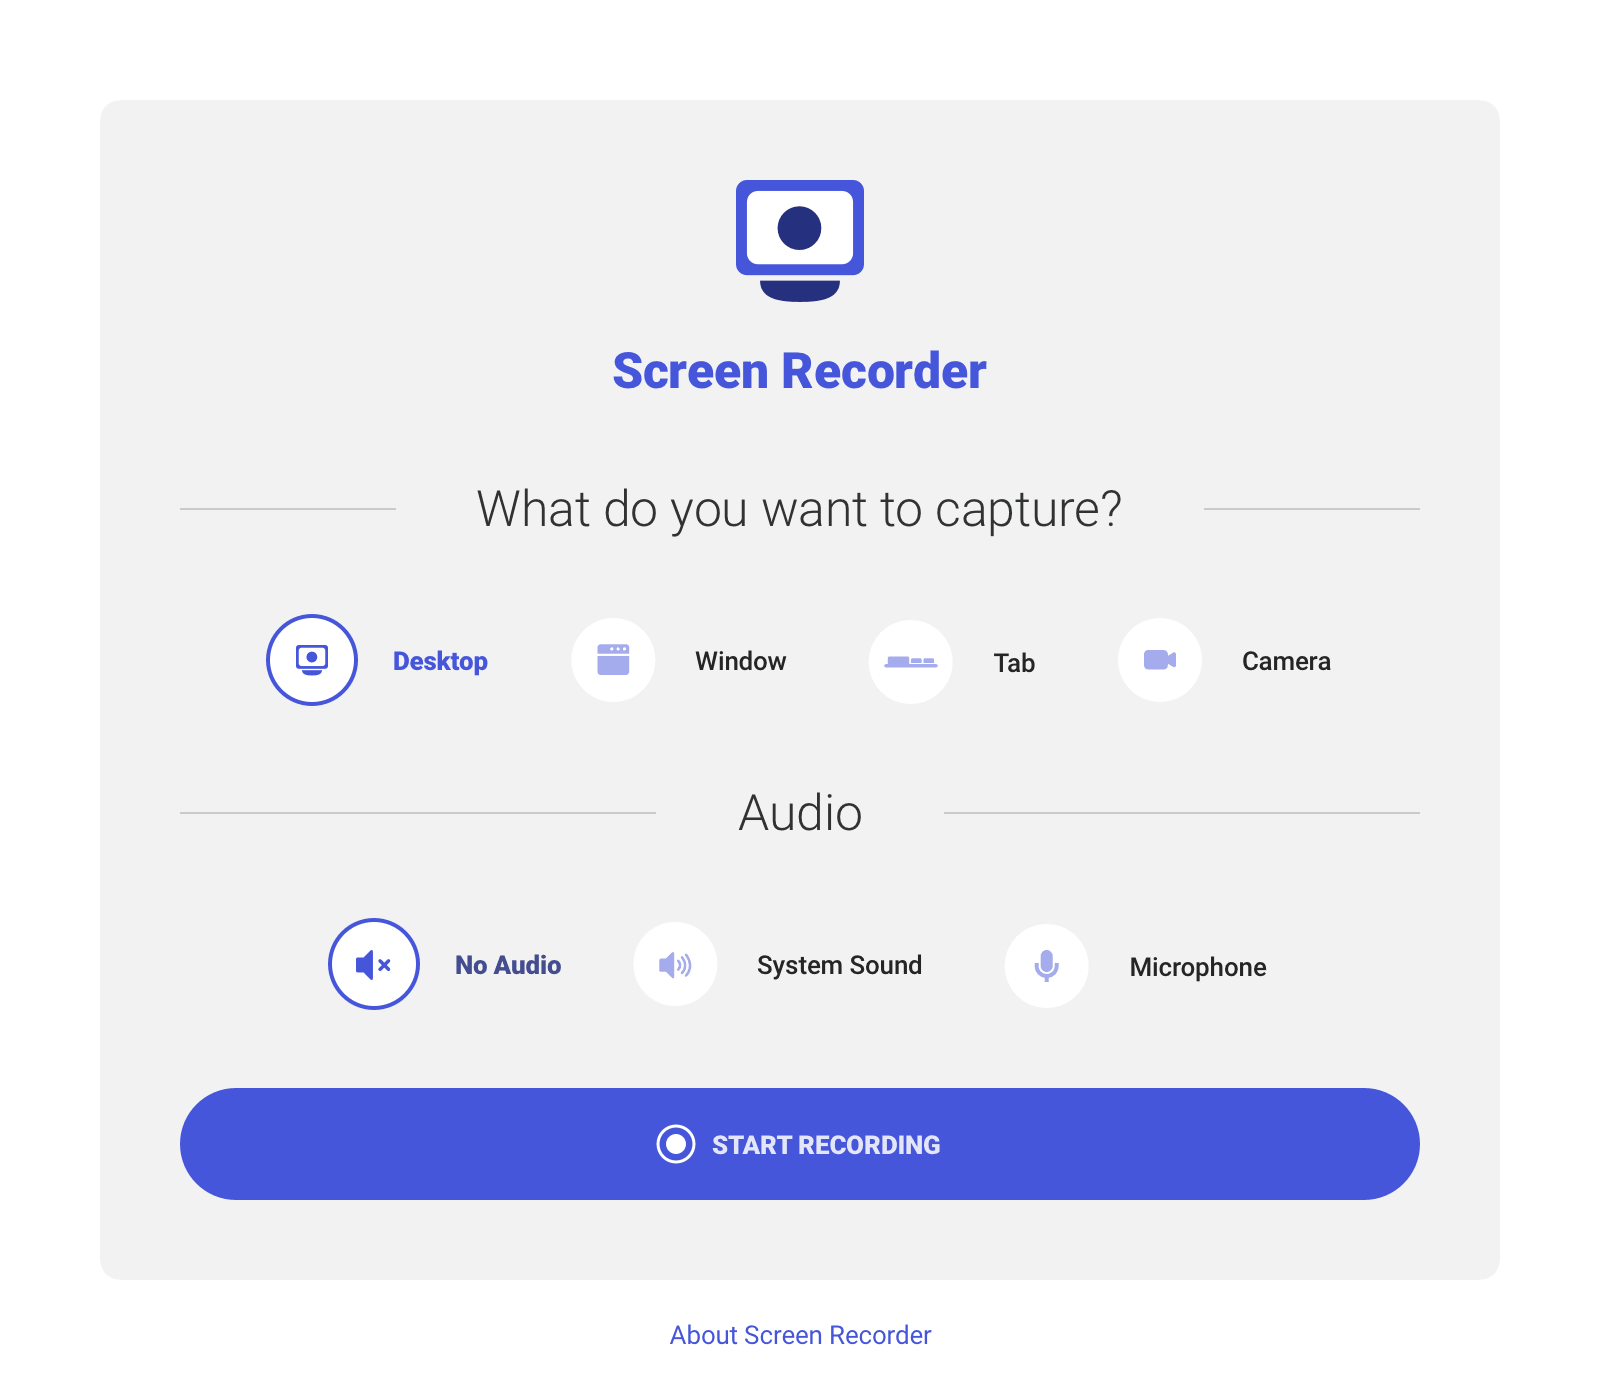 Screen Recorder
What do you want to capture?
Desktop Window Tab Camera
Audio
No Audio System Sound Microphone
START RECORDING
About Screen Recorder